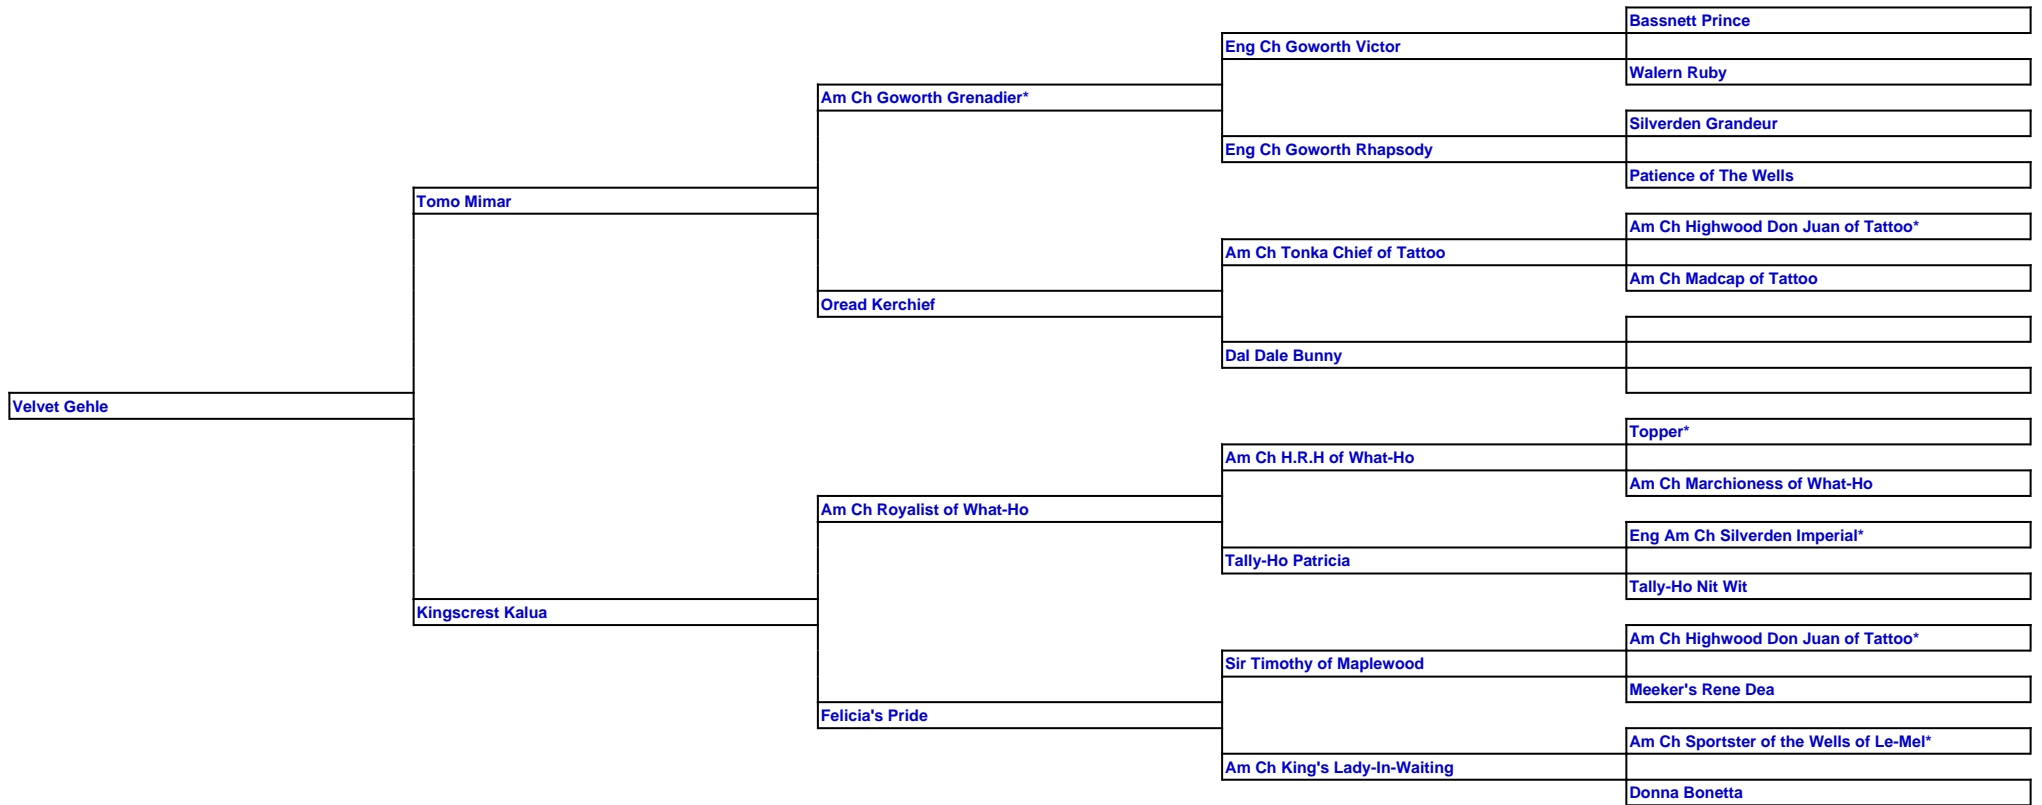 Bassnett Prince
Eng Ch Goworth Victor
Walern Ruby
Am Ch Goworth Grenadier*
Silverden Grandeur
Eng Ch Goworth Rhapsody
Patience of The Wells
Tomo Mimar
Am Ch Highwood Don Juan of Tattoo*
Am Ch Tonka Chief of Tattoo
Am Ch Madcap of Tattoo
Oread Kerchief
Dal Dale Bunny
Velvet Gehle
Topper*
Am Ch H.R.H of What-Ho
Am Ch Marchioness of What-Ho
Am Ch Royalist of What-Ho
Eng Am Ch Silverden Imperial*
Tally-Ho Patricia
Tally-Ho Nit Wit
Kingscrest Kalua
Am Ch Highwood Don Juan of Tattoo*
Sir Timothy of Maplewood
Meeker's Rene Dea
Felicia's Pride
Am Ch Sportster of the Wells of Le-Mel*
Am Ch King's Lady-In-Waiting
Donna Bonetta